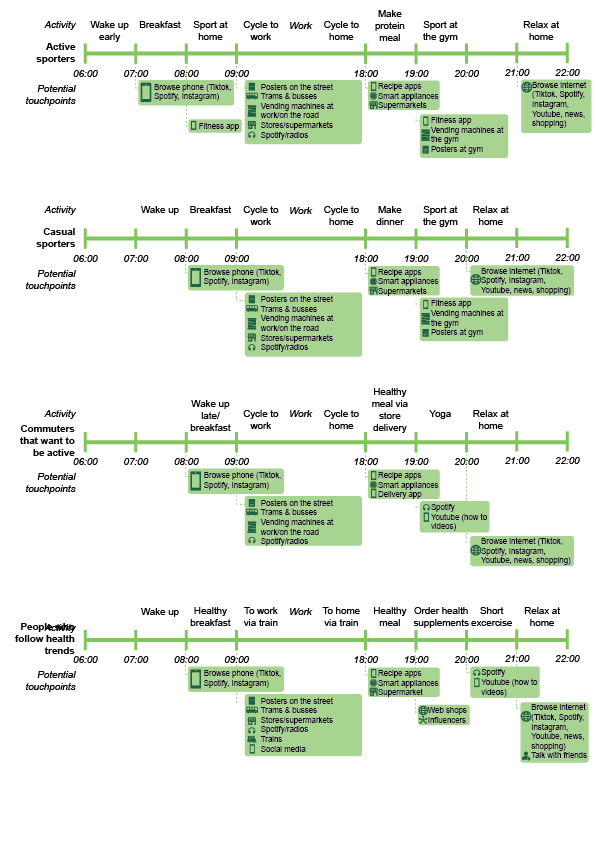 Activity
Wake up
early
Breakfast
Sport at
home
Cycle to
work
Work
Cycle to
home
Make
protein
meal
Sport at
the gym
Relax at
home
Active
sporters
06:00
07:00
08:00
09:00
18:00
19:00
20:00
21:00
22:00
Potential
touchpoints
Browse phone (Tiktok,
Spotify, Instagram)
Fitness app
Posters on the street
Trams & busses
Vending machines at
work/on the road
Stores/supermarkets
Spotify/radios
Recipe apps
Smart appliances
Supermarkets
Fitness app
Vending machines at
the gym
Posters at gym
Browse internet
(Tiktok, Spotify,
Instagram,
Youtube, news,
shopping)
Activity
Wake up
Breakfast
Cycle to
work
Work
Cycle to
home
Make
dinner
Sport at
the gym
Relax at
home
Casual
sporters
06:00
07:00
08:00
09:00
18:00
19:00
20:00
21:00
22:00
Potential
touchpoints
Browse phone (Tiktok,
Spotify, Instagram)
Posters on the street
Trams & busses
Vending machines at
work/on the road
Stores/supermarkets
Spotify/radios
Recipe apps
Smart appliances
Supermarkets
Fitness app
Vending machines at
the gym
Posters at gym
Browse internet (Tiktok,
Spotify, Instagram,
Youtube, news, shopping)
Activity
Wake up
late/
breakfast
Cycle to
work
Work
Cycle to
home
Healthy
meal via
store
delivery
Yoga
Relax at
home
Commuters
that want to
be active
06:00
07:00
08:00
09:00
18:00
19:00
20:00
21:00
22:00
Potential
touchpoints
Browse phone (Tiktok,
Spotify, Instagram)
Posters on the street
Trams & busses
Vending machines at
work/on the road
Spotify/radios
Recipe apps
Smart appliances
Delivery app
Spotify
Youtube (how to
videos)
Browse internet (Tiktok,
Spotify, Instagram,
Youtube, news, shopping)
Activity
Wake up
Healthy
breakfast
To work
via train
Work
To home
via train
Healthy
meal
Order health
supplements
Short
excercise
Relax at
home
People who
follow health
trends
06:00
07:00
08:00
09:00
18:00
19:00
20:00
21:00
22:00
Potential
touchpoints
Browse phone (Tiktok,
Spotify, Instagram)
Posters on the street
Trams & busses
Stores/supermarkets
Spotify/radios
Trains
Social media
Recipe apps
Smart appliances
Supermarket
Web shops
Influencers
Spotify
Youtube (how to
videos)
Browse internet
(Tiktok, Spotify,
Instagram,
Youtube, news,
shopping)
Talk with friends